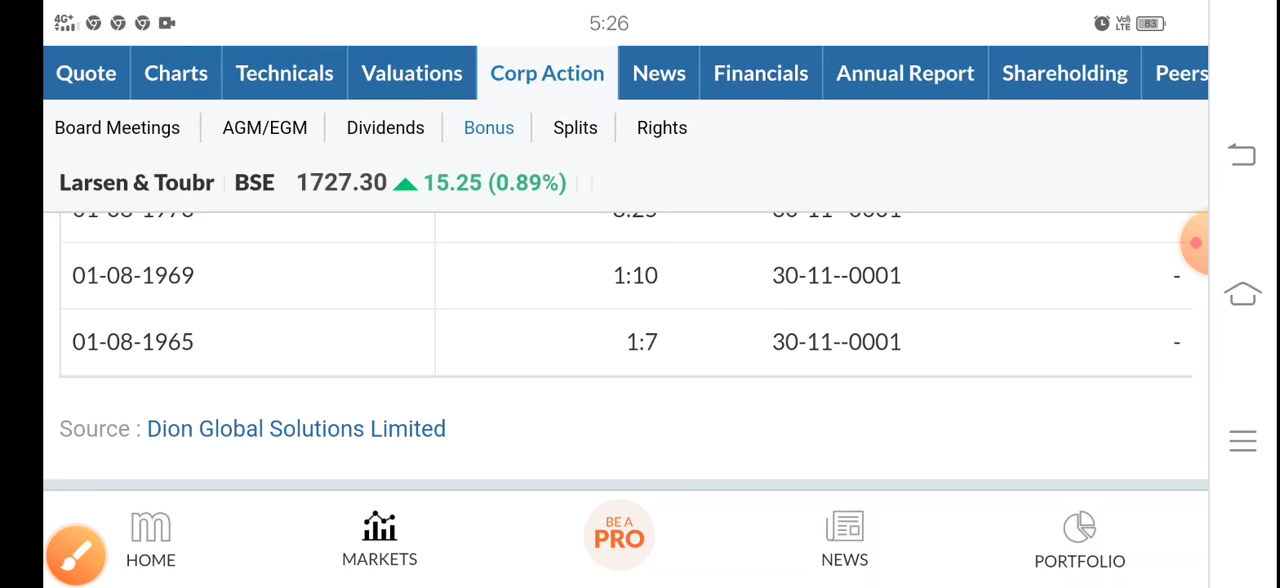 4G+ 5:26 Vo) LTE 83
Quote Charts Technicals Valuations Corp Action News Financials Annual Report Shareholding Peers
Board Meetings AGM/EGM Dividends Bonus Splits Rights
Larsen & Toubr BSE 1727.30 15.25 (0.89%)
01-08-1969 1:10 30-11--0001 -
01-08-1965 1:7 30-11--0001 -
Source : Dion Global Solutions Limited
BE A
PRO
HOME MARKETS NEWS PORTFOLIO